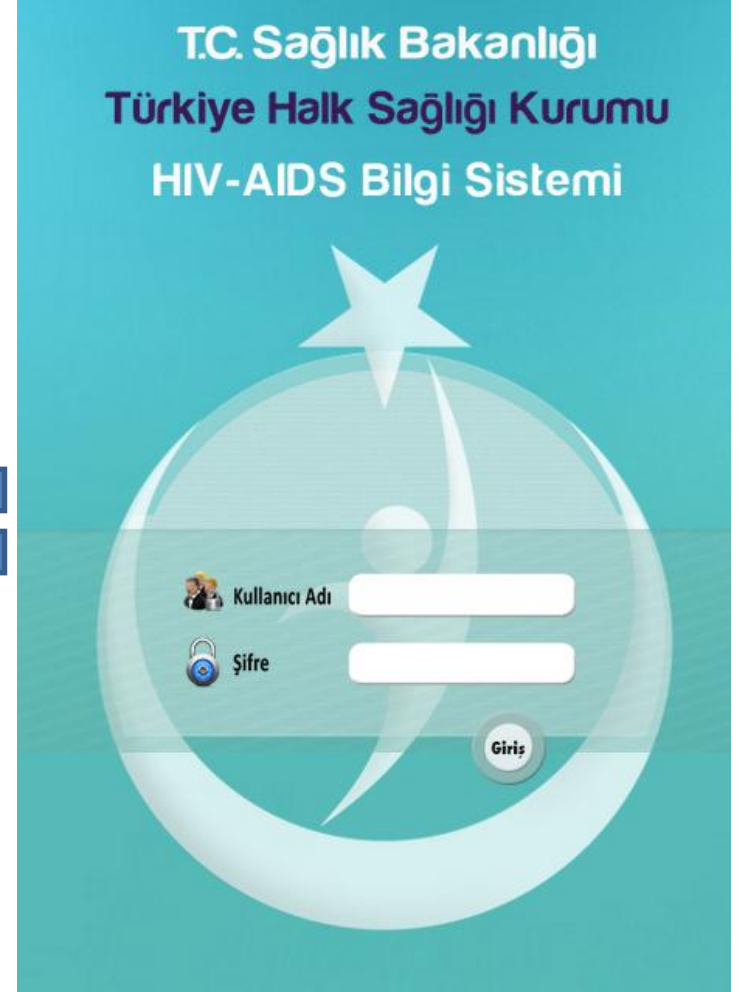 T.C. Sağlık Bakanlığı
Türkiye Halk Sağlığı Kurumu
HIV-AIDS Bilgi Sistemi
Kullanıcı Adı
Şifre
Giriş